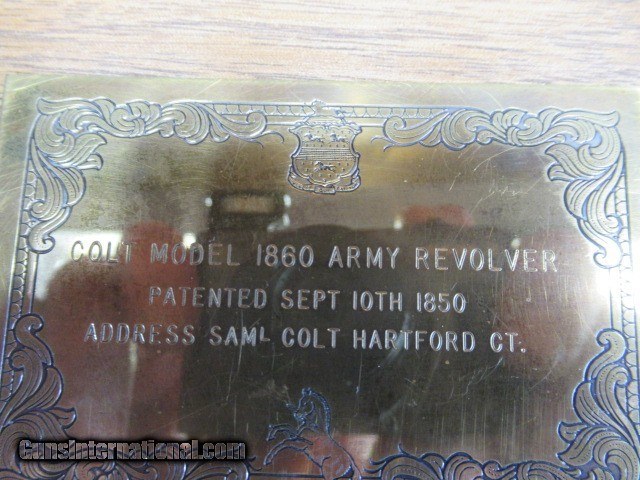 COLT MODEL 1860 ARMY REVOLVER
PATENTED SEPT 10TH 1850
ADDRESS SAMᴸ COLT HARTFORD CT.
GunsInternational.com